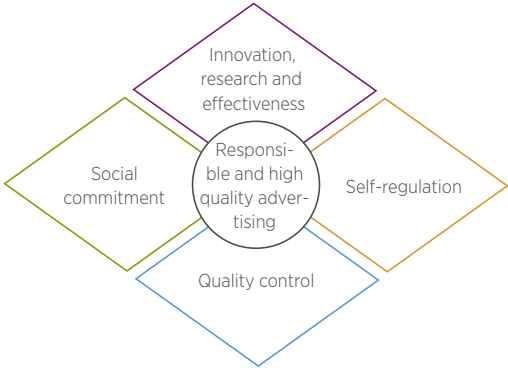 Innovation,
research and
effectiveness
Social
commitment
Responsi-
ble and high
quality adver-
tising
Self-regulation
Quality control